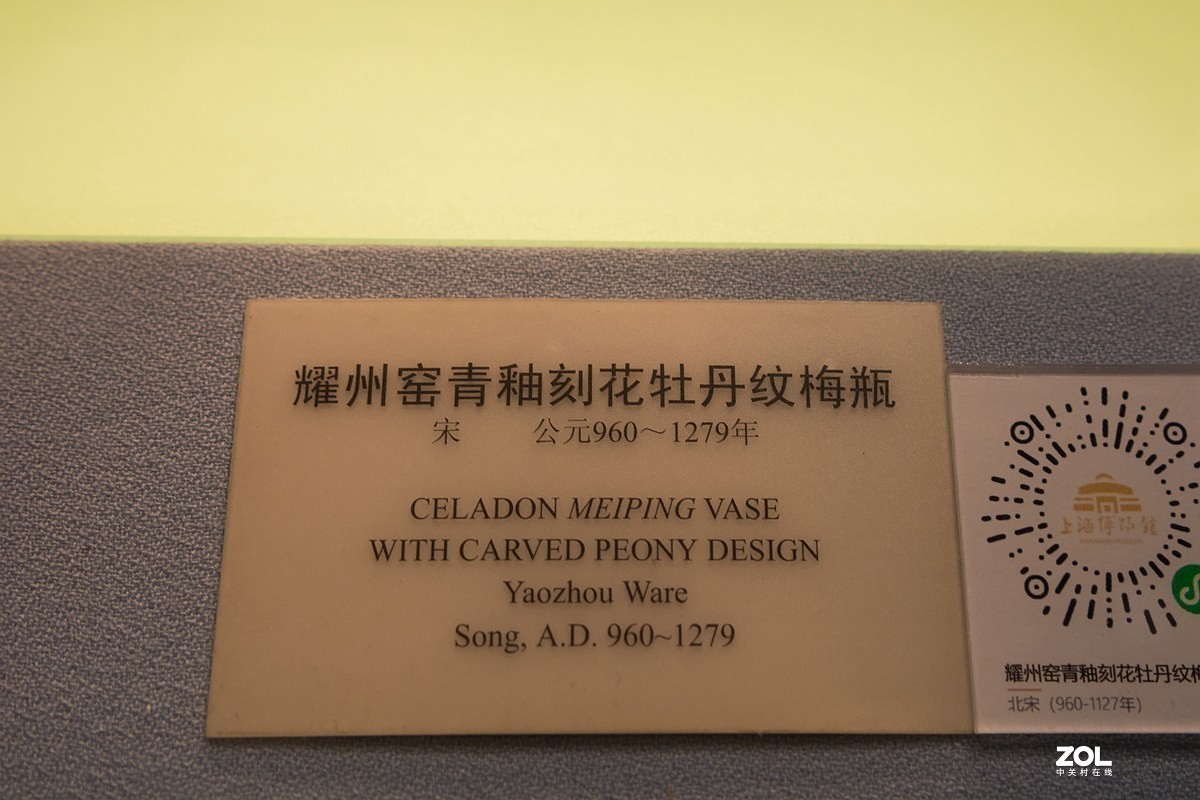 耀州窑青釉刻花牡丹纹梅瓶
宋 公元960～1279年
CELADON MEIPING VASE
WITH CARVED PEONY DESIGN
Yaozhou Ware
Song, A.D. 960~1279
上海博物馆
耀州窑青釉刻花牡丹纹梅
北宋（960-1127年）
ZOL
中关村在线